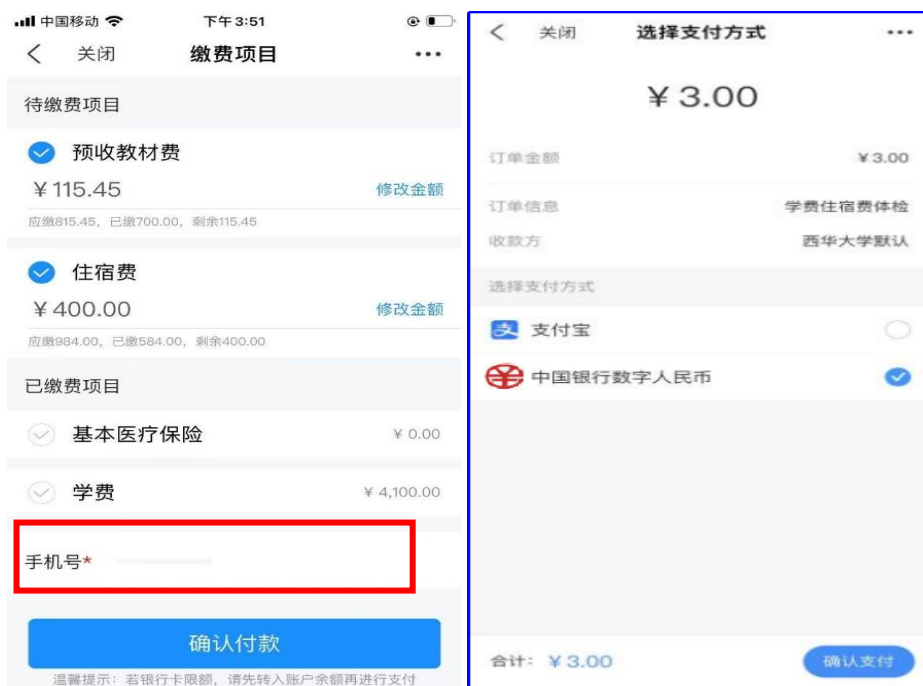 中国移动 下午3:51
关闭 缴费项目
待缴费项目
预收教材费
¥115.45 修改金额
应缴815.45, 已缴700.00, 剩余115.45
住宿费
¥400.00 修改金额
应缴984.00, 已缴584.00, 剩余400.00
已缴费项目
基本医疗保险 ¥ 0.00
学费 ¥ 4,100.00
手机号*
确认付款
温馨提示: 若银行卡限额, 请先转入账户余额再进行支付
关闭 选择支付方式
¥ 3.00
订单金额 ¥3.00
订单信息 学费住宿费体检
收款方 西华大学默认
选择支付方式
支 支付宝
中国银行数字人民币
合计: ¥3.00 确认支付